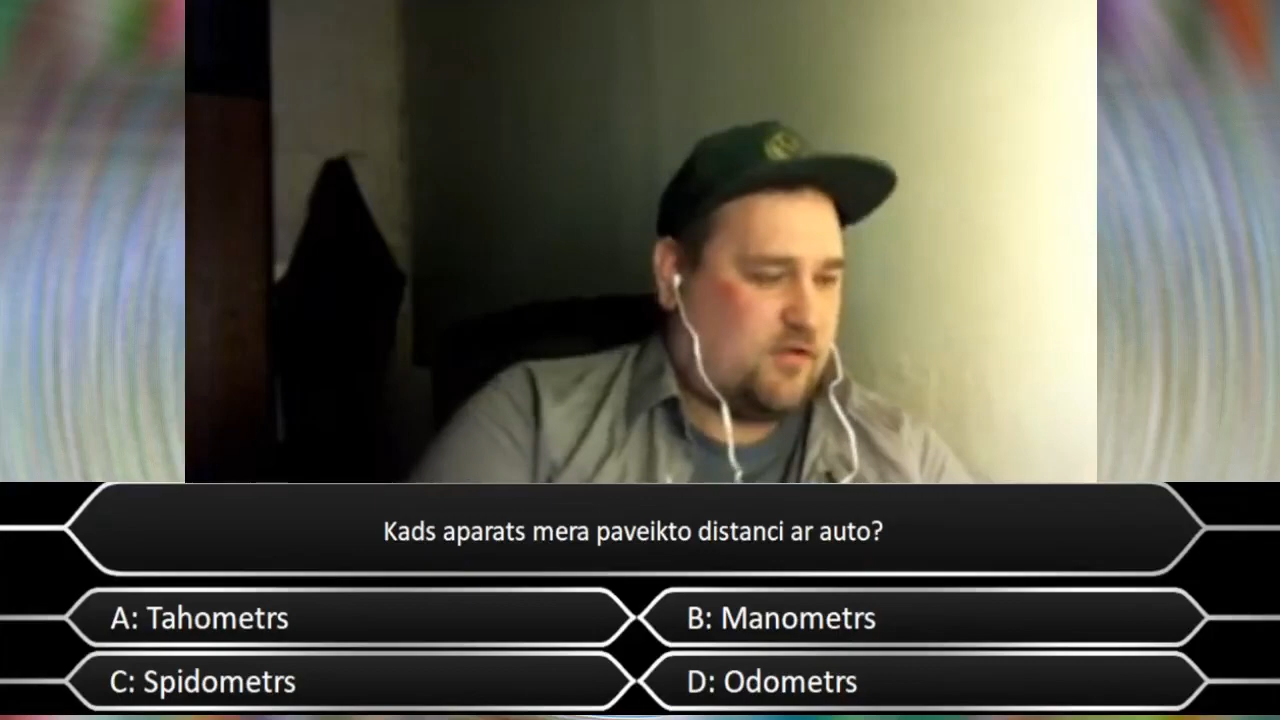 Kads aparats mera paveikto distanci ar auto?
A: Tahometrs
B: Manometrs
C: Spidometrs
D: Odometrs